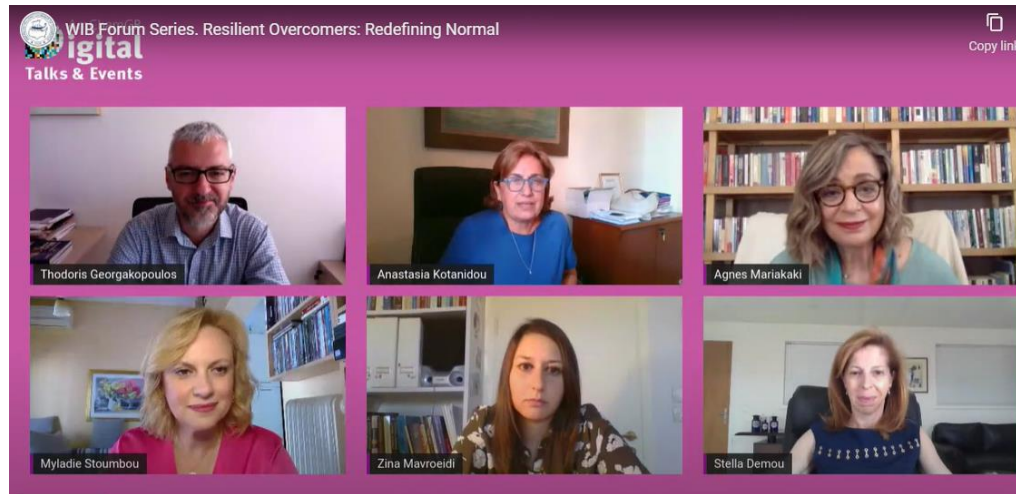 WIB Forum Series. Resilient Overcomers: Redefining Normal
Copy link
Digital
Talks & Events
Thodoris Georgakopoulos
Anastasia Kotanidou
Agnes Mariakaki
Myladie Stoumbou
Zina Mavroeidi
Stella Demou